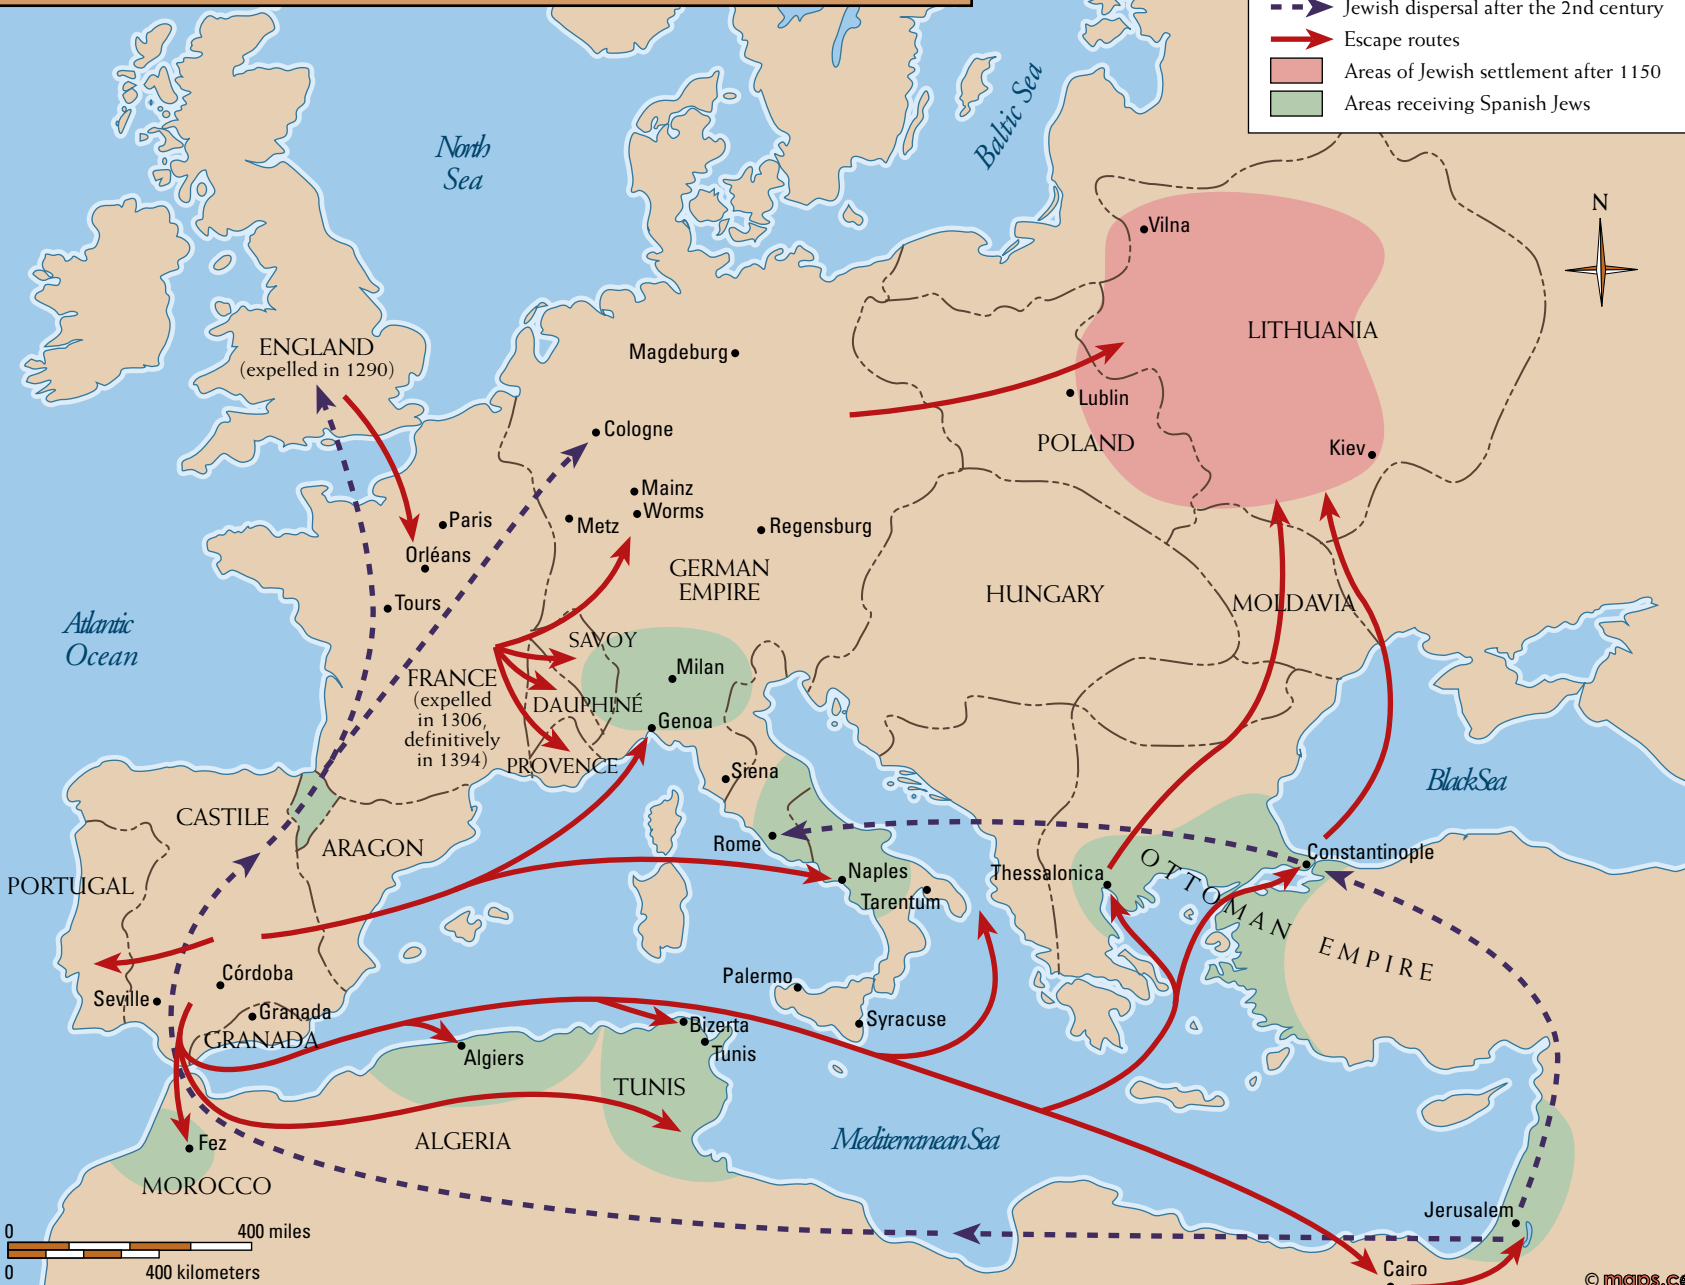 Jewish dispersal after the 2nd century
Escape routes
Areas of Jewish settlement after 1150
Areas receiving Spanish Jews
North
Sea
Baltic Sea
N
Vilna
LITHUANIA
ENGLAND
(expelled in 1290)
Magdeburg
Lublin
Cologne
POLAND
Kiev
Mainz
Worms
Metz
Paris
Regensburg
Orléans
GERMAN
EMPIRE
HUNGARY
MOLDAVIA
Tours
Atlantic
Ocean
SAVOY
Milan
FRANCE
(expelled
in 1306,
definitively
in 1394)
DAUPHINÉ
Genoa
PROVENCE
Siena
Black Sea
CASTILE
ARAGON
Rome
Constantinople
PORTUGAL
Naples
Thessalonica
Tarentum
OTTOMAN EMPIRE
Córdoba
Palermo
Seville
Granada
GRANADA
Syracuse
Bizerta
Tunis
Algiers
TUNIS
Fez
ALGERIA
Mediterranean Sea
MOROCCO
Jerusalem
0 400 miles
0 400 kilometers
Cairo